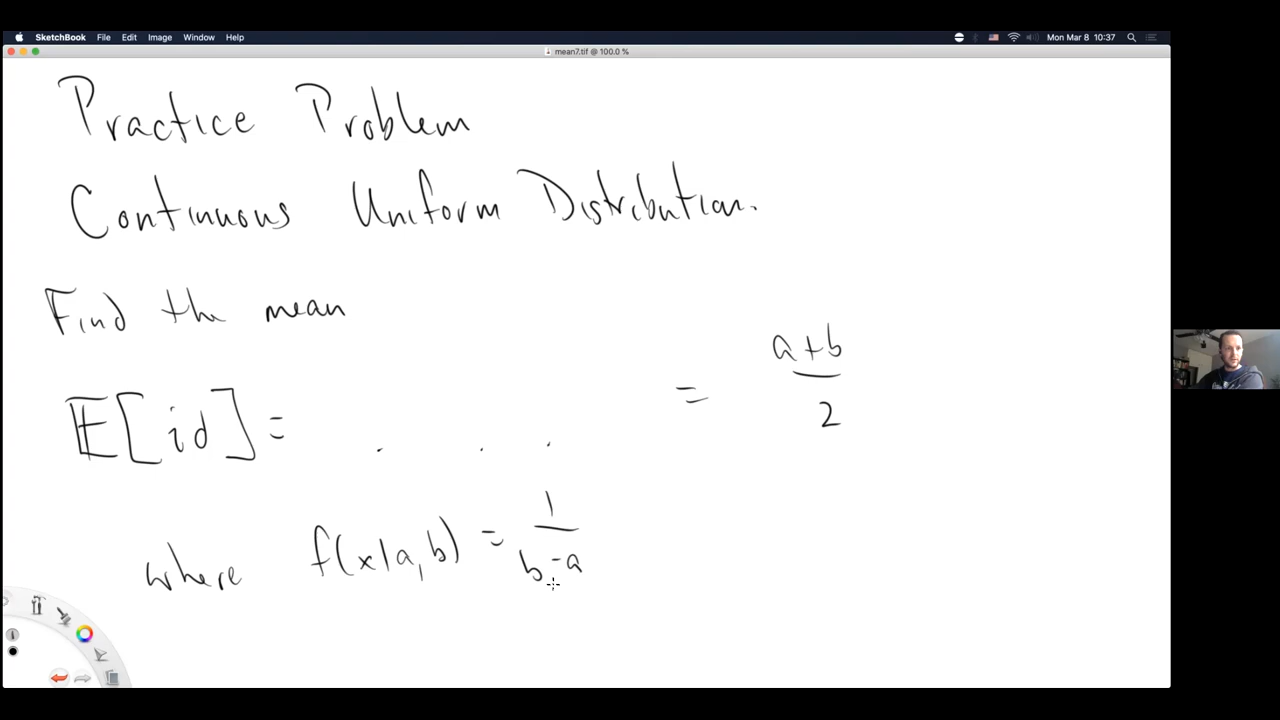 SketchBook File Edit Image Window Help Mon Mar 8 10:37
mean7.tif @ 100.0 %
Practice Problem
Continuous Uniform Distribution.
Find the mean
E[id] = . . . = a+b / 2
where f(x|a,b) = 1 / b-a